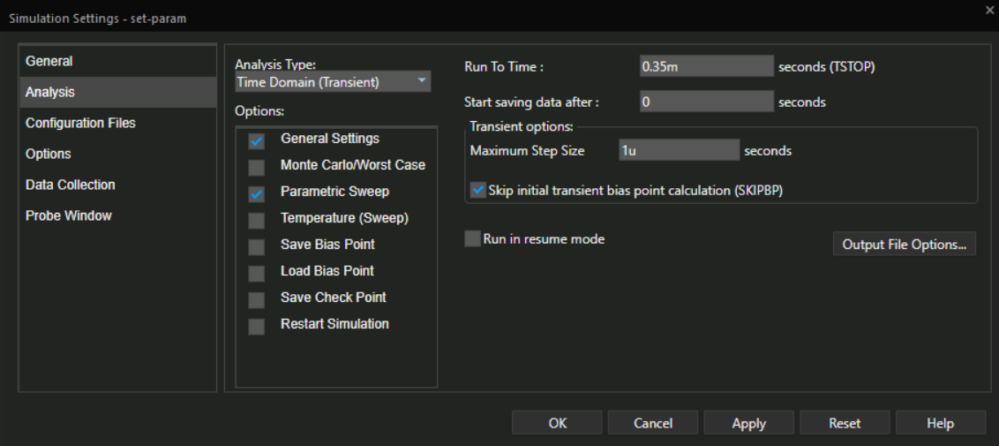 Simulation Settings - set-param
General
Analysis
Configuration Files
Options
Data Collection
Probe Window
Analysis Type:
Time Domain (Transient)
Options:
General Settings
Monte Carlo/Worst Case
Parametric Sweep
Temperature (Sweep)
Save Bias Point
Load Bias Point
Save Check Point
Restart Simulation
Run To Time : 0.35m seconds (TSTOP)
Start saving data after : 0 seconds
Transient options:
Maximum Step Size 1u seconds
Skip initial transient bias point calculation (SKIPBP)
Run in resume mode
Output File Options...
OK Cancel Apply Reset Help